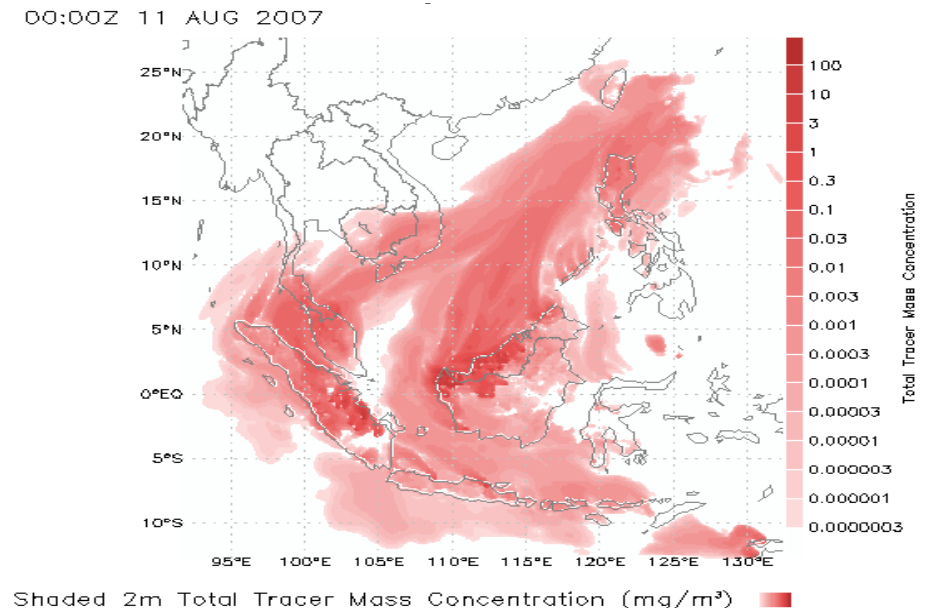 00:00Z 11 AUG 2007
25°N
20°N
15°N
10°N
5°N
0°EQ
5°S
10°S
95°E 100°E 105°E 110°E 115°E 120°E 125°E 130°E
100
10
3
1
0.3
0.1
0.03
0.01
0.003
0.001
0.0003
0.0001
0.00003
0.00001
0.000003
0.000001
0.0000003
Total Tracer Mass Concentration
Shaded 2m Total Tracer Mass Concentration (mg/m³)